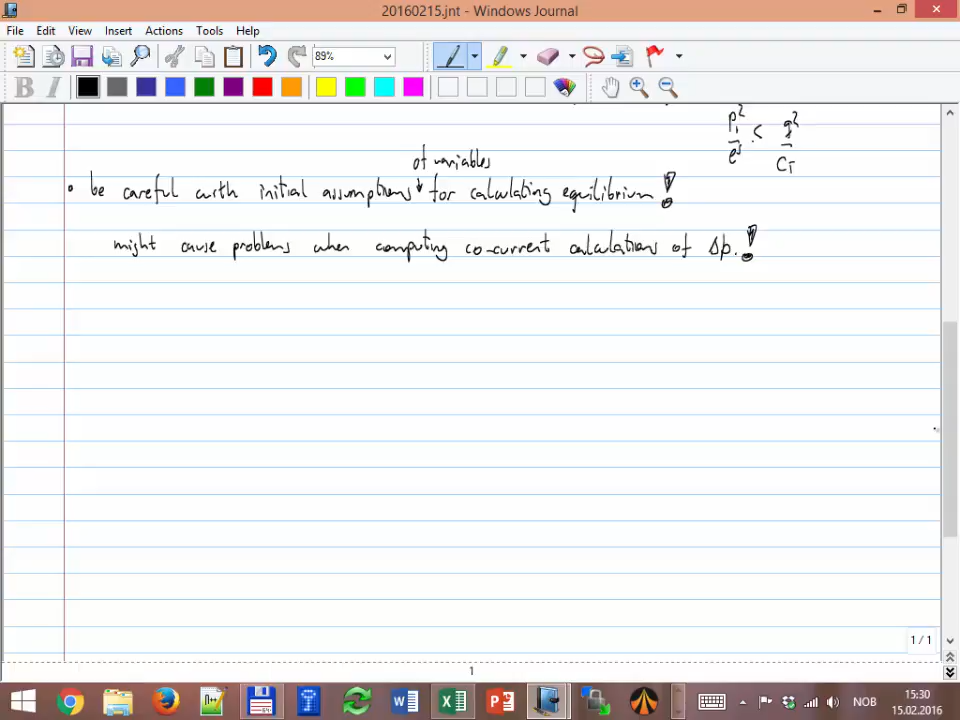 20160215.jnt - Windows Journal
File Edit View Insert Actions Tools Help
89%
B I
of variables
• be careful with initial assumptions ↓ for calculating equilibrium!
might cause problems when computing co-current calculations of Δp.!
1 / 1
1
NOB
15:30
15.02.2016